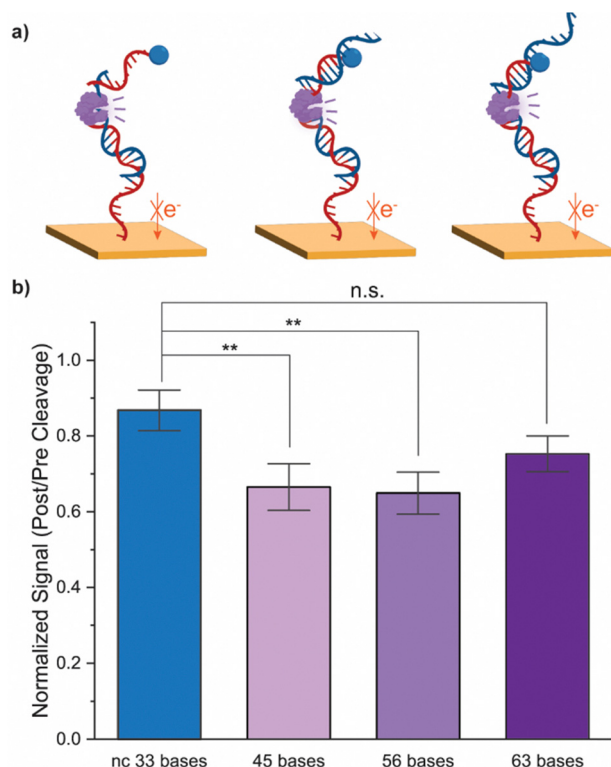 a)
e-
e-
e-
b)
n.s.
**
**
Normalized Signal (Post/Pre Cleavage)
1.0
0.8
0.6
0.4
0.2
0.0
nc 33 bases
45 bases
56 bases
63 bases